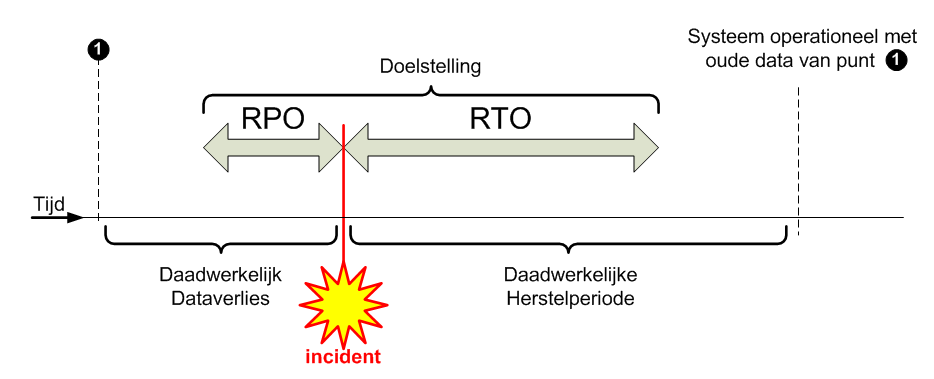 1
Systeem operationeel met
oude data van punt 1
Doelstelling
RPO
RTO
Tijd
Daadwerkelijk
Dataverlies
Daadwerkelijke
Herstelperiode
incident